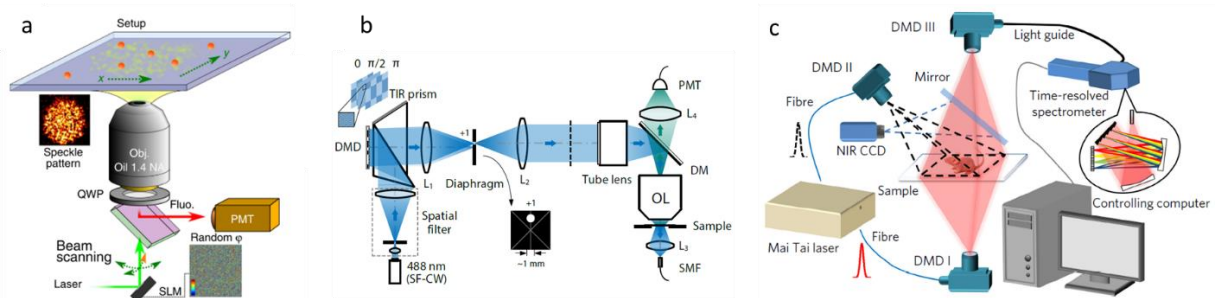 a
Setup
x
y
Speckle
pattern
Obj.
Oil 1.4 NA
QWP
Fluo.
PMT
Beam
scanning
Random φ
Laser
SLM
b
0 π/2 π
TIR prism
DMD
L₁
+1
Diaphragm
L₂
Tube lens
PMT
L₄
DM
OL
Sample
L₃
SMF
Spatial
filter
488 nm
(SF-CW)
+1
~1 mm
c
DMD III
Light guide
DMD II
Mirror
Fibre
Time-resolved
spectrometer
NIR CCD
Sample
Controlling computer
Mai Tai laser
Fibre
DMD I